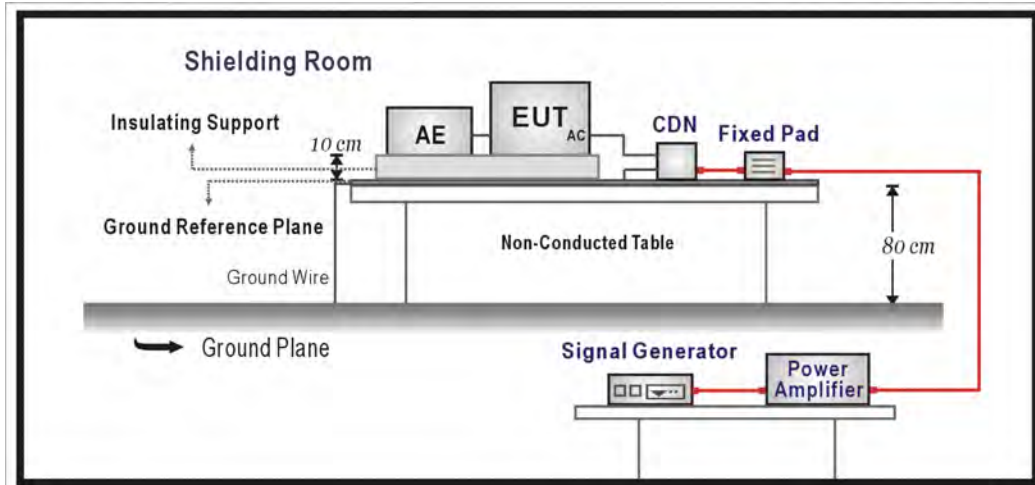 Shielding Room
Insulating Support
10 cm
AE
EUT
AC
CDN
Fixed Pad
Ground Reference Plane
Non-Conducted Table
80 cm
Ground Wire
Ground Plane
Signal Generator
Power
Amplifier